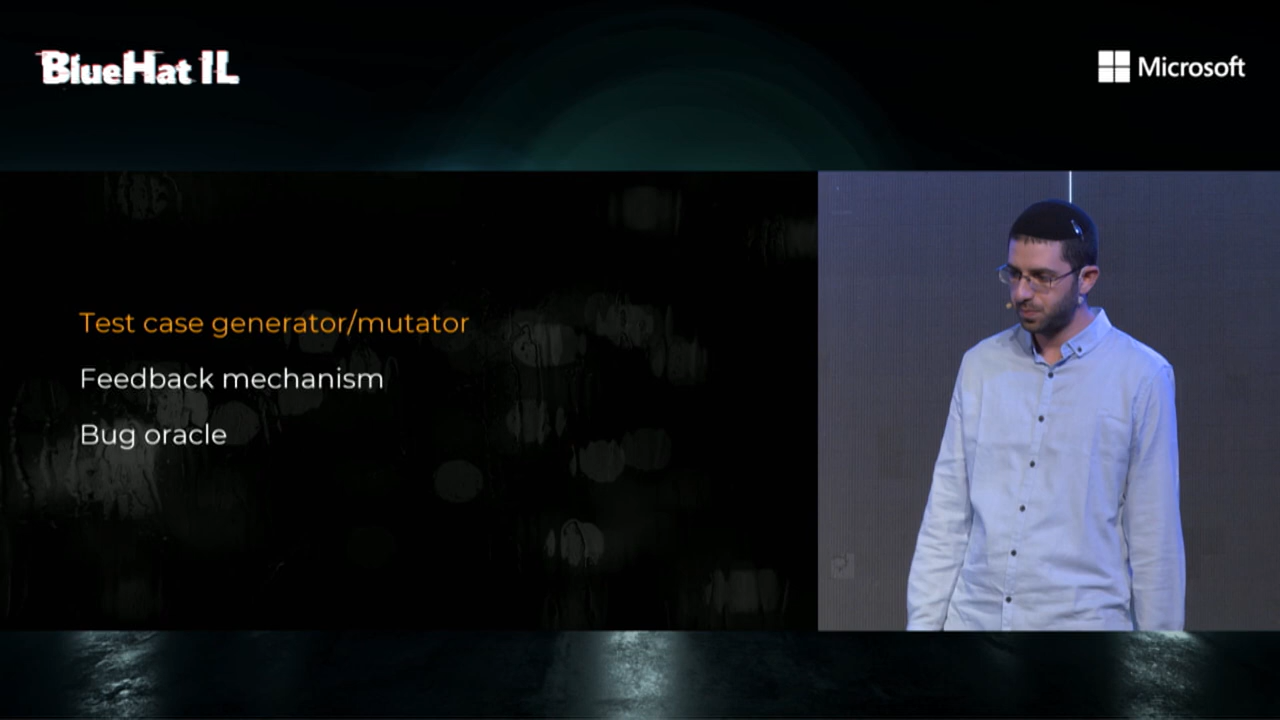 BlueHat IL
Microsoft
Test case generator/mutator
Feedback mechanism
Bug oracle